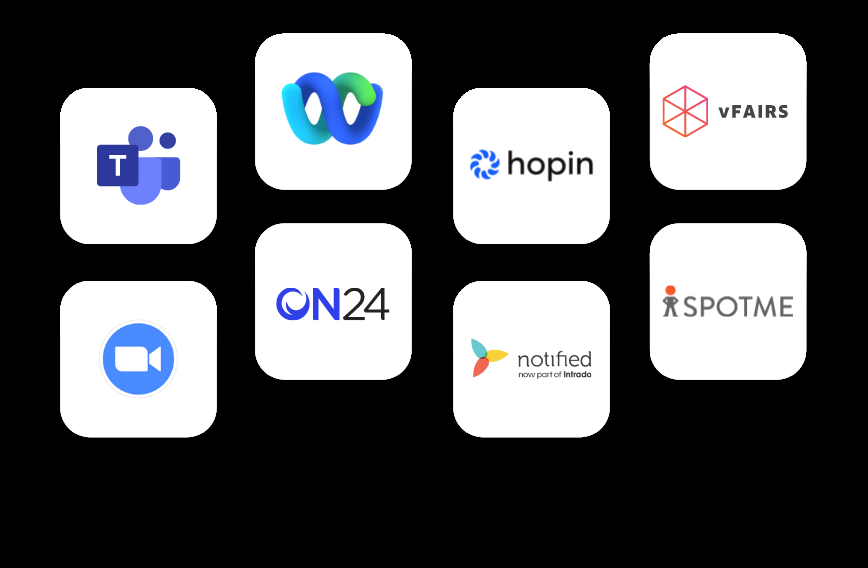 T
hopin
vFAIRS
ON24
notified
now part of Intrado
SPOTME